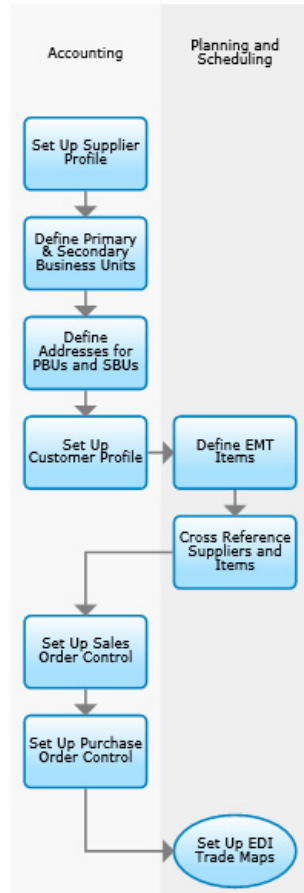 Accounting
Planning and
Scheduling
Set Up Supplier
Profile
Define Primary
& Secondary
Business Units
Define
Addresses for
PBUs and SBUs
Set Up
Customer Profile
Define EMT
Items
Cross Reference
Suppliers and
Items
Set Up Sales
Order Control
Set Up Purchase
Order Control
Set Up EDI
Trade Maps